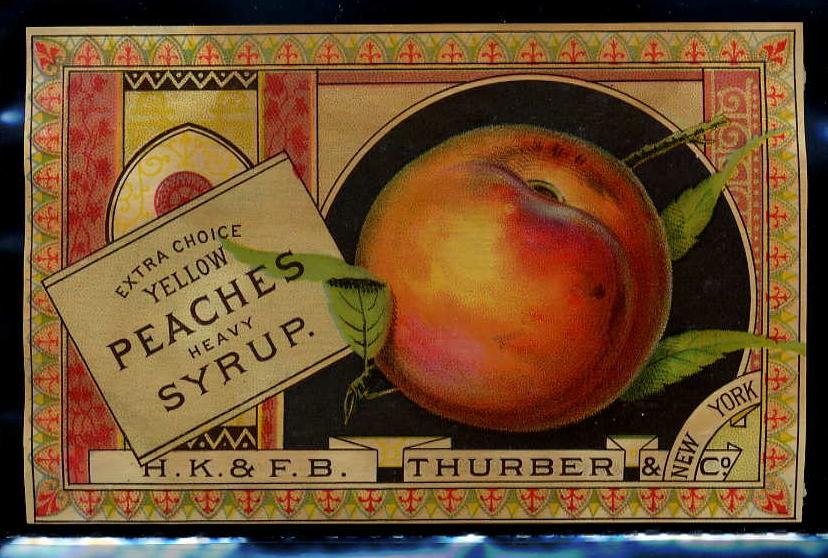 EXTRA CHOICE
YELLOW
PEACHES
HEAVY
SYRUP.
H.K. & F.B. THURBER & Co.
NEW YORK